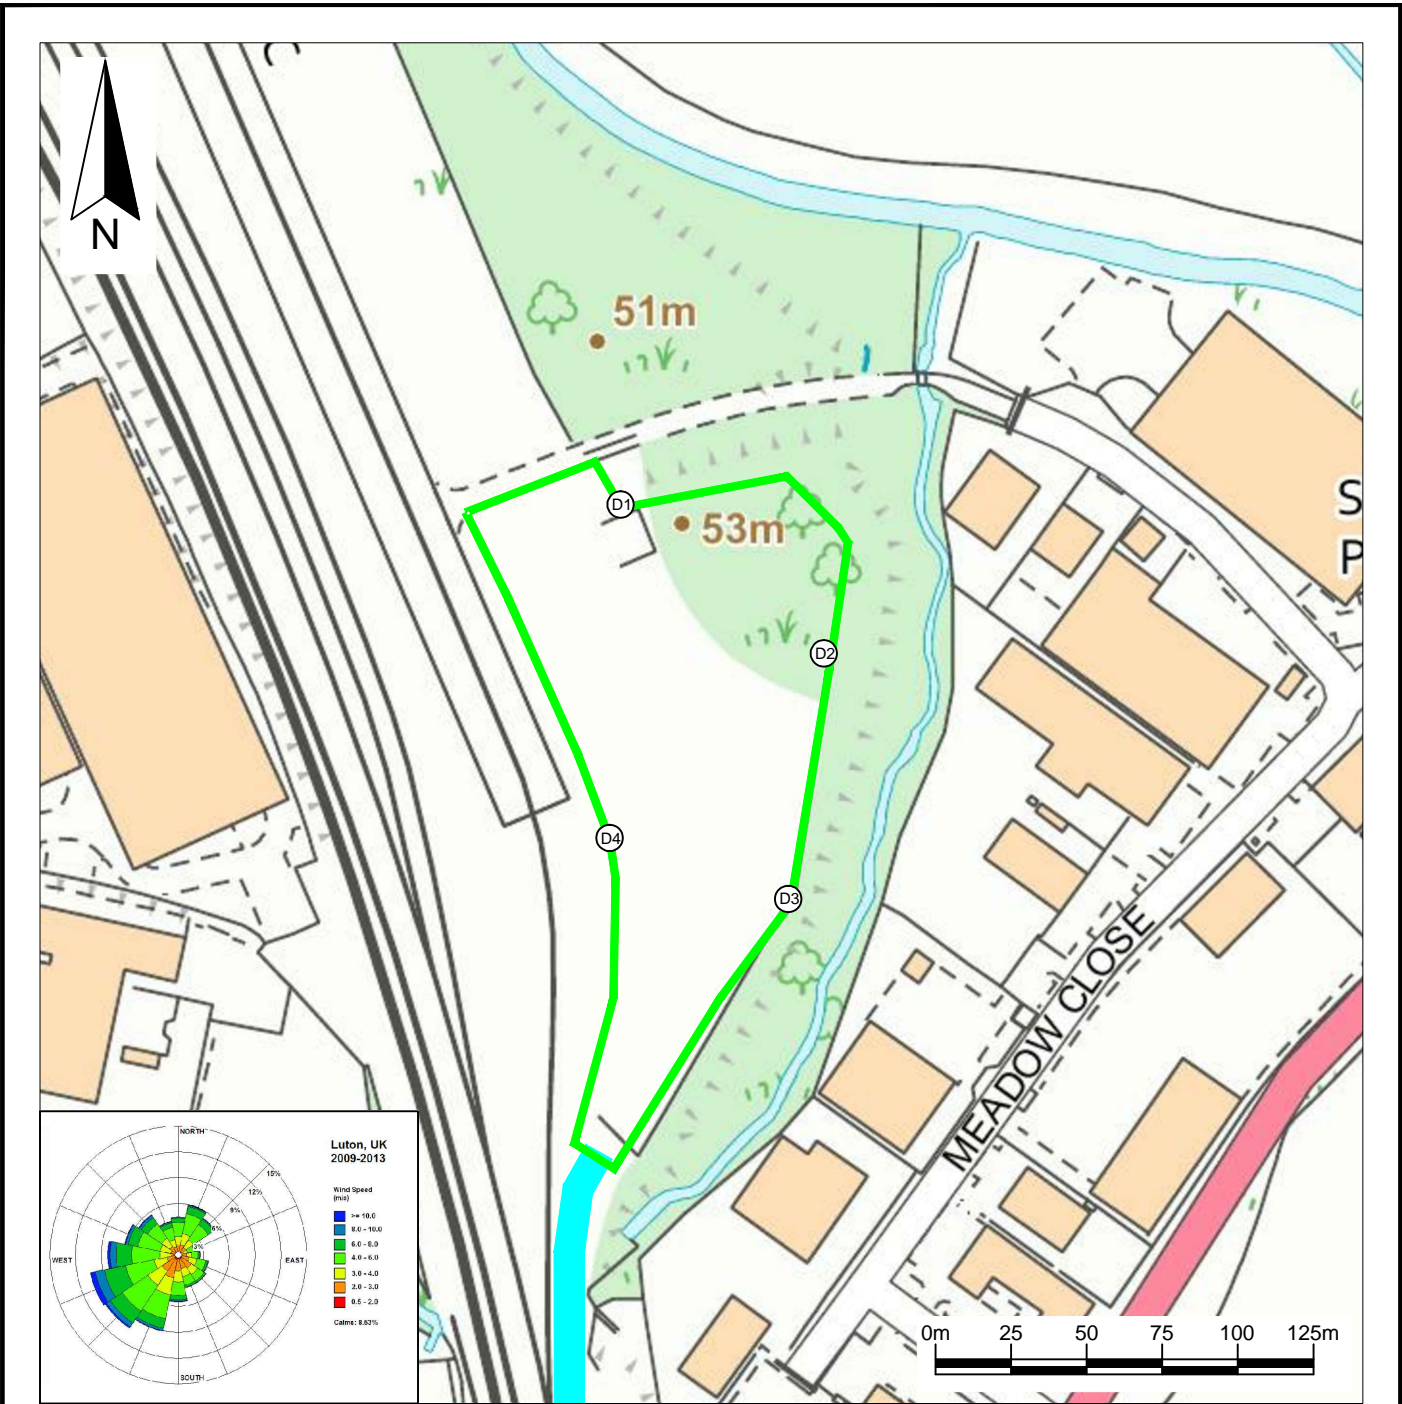 C
N
51m
53m
D1
D2
D3
D4
S
P
MEADOW CLOSE
0m 25 50 75 100 125m
NORTH
WEST
EAST
SOUTH
15%
12%
9%
6%
3%
Luton, UK
2009-2013
Wind Speed
(m/s)
>= 10.0
8.0 - 10.0
6.0 - 8.0
4.0 - 6.0
3.0 - 4.0
2.0 - 3.0
0.5 - 2.0
Calms: 8.53%